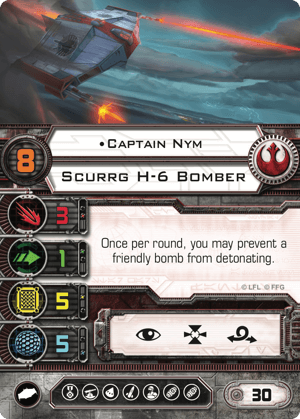 •Captain Nym
8
Scurrg H-6 Bomber
3
1
5
5
Once per round, you may prevent a
friendly bomb from detonating.
© LFL © FFG
30